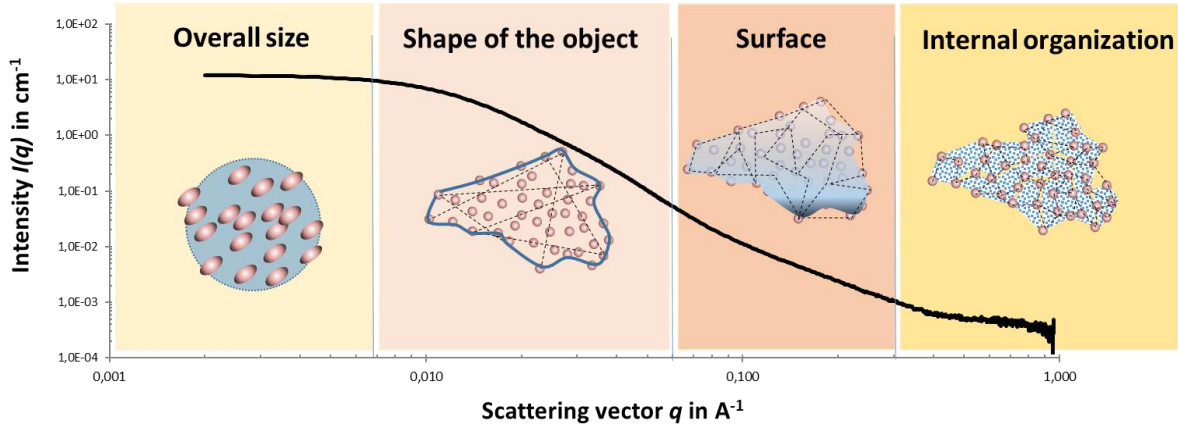 Overall size
Shape of the object
Surface
Internal organization
Intensity I(q) in cm-1
1,0E+02
1,0E+01
1,0E+00
1,0E-01
1,0E-02
1,0E-03
1,0E-04
0,001
0,010
0,100
1,000
Scattering vector q in A-1